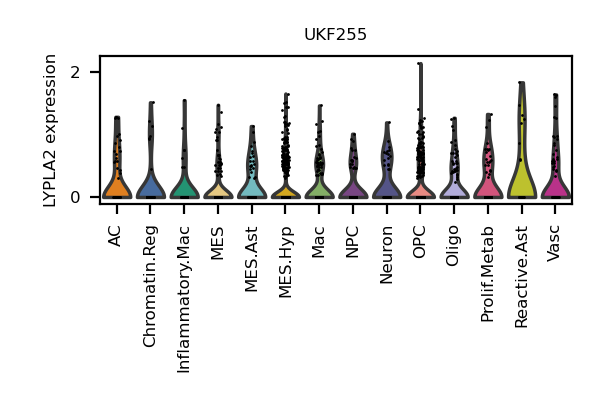 UKF255
LYPLA2 expression
2
0
AC
Chromatin.Reg
Inflammatory.Mac
MES
MES.Ast
MES.Hyp
Mac
NPC
Neuron
OPC
Oligo
Prolif.Metab
Reactive.Ast
Vasc